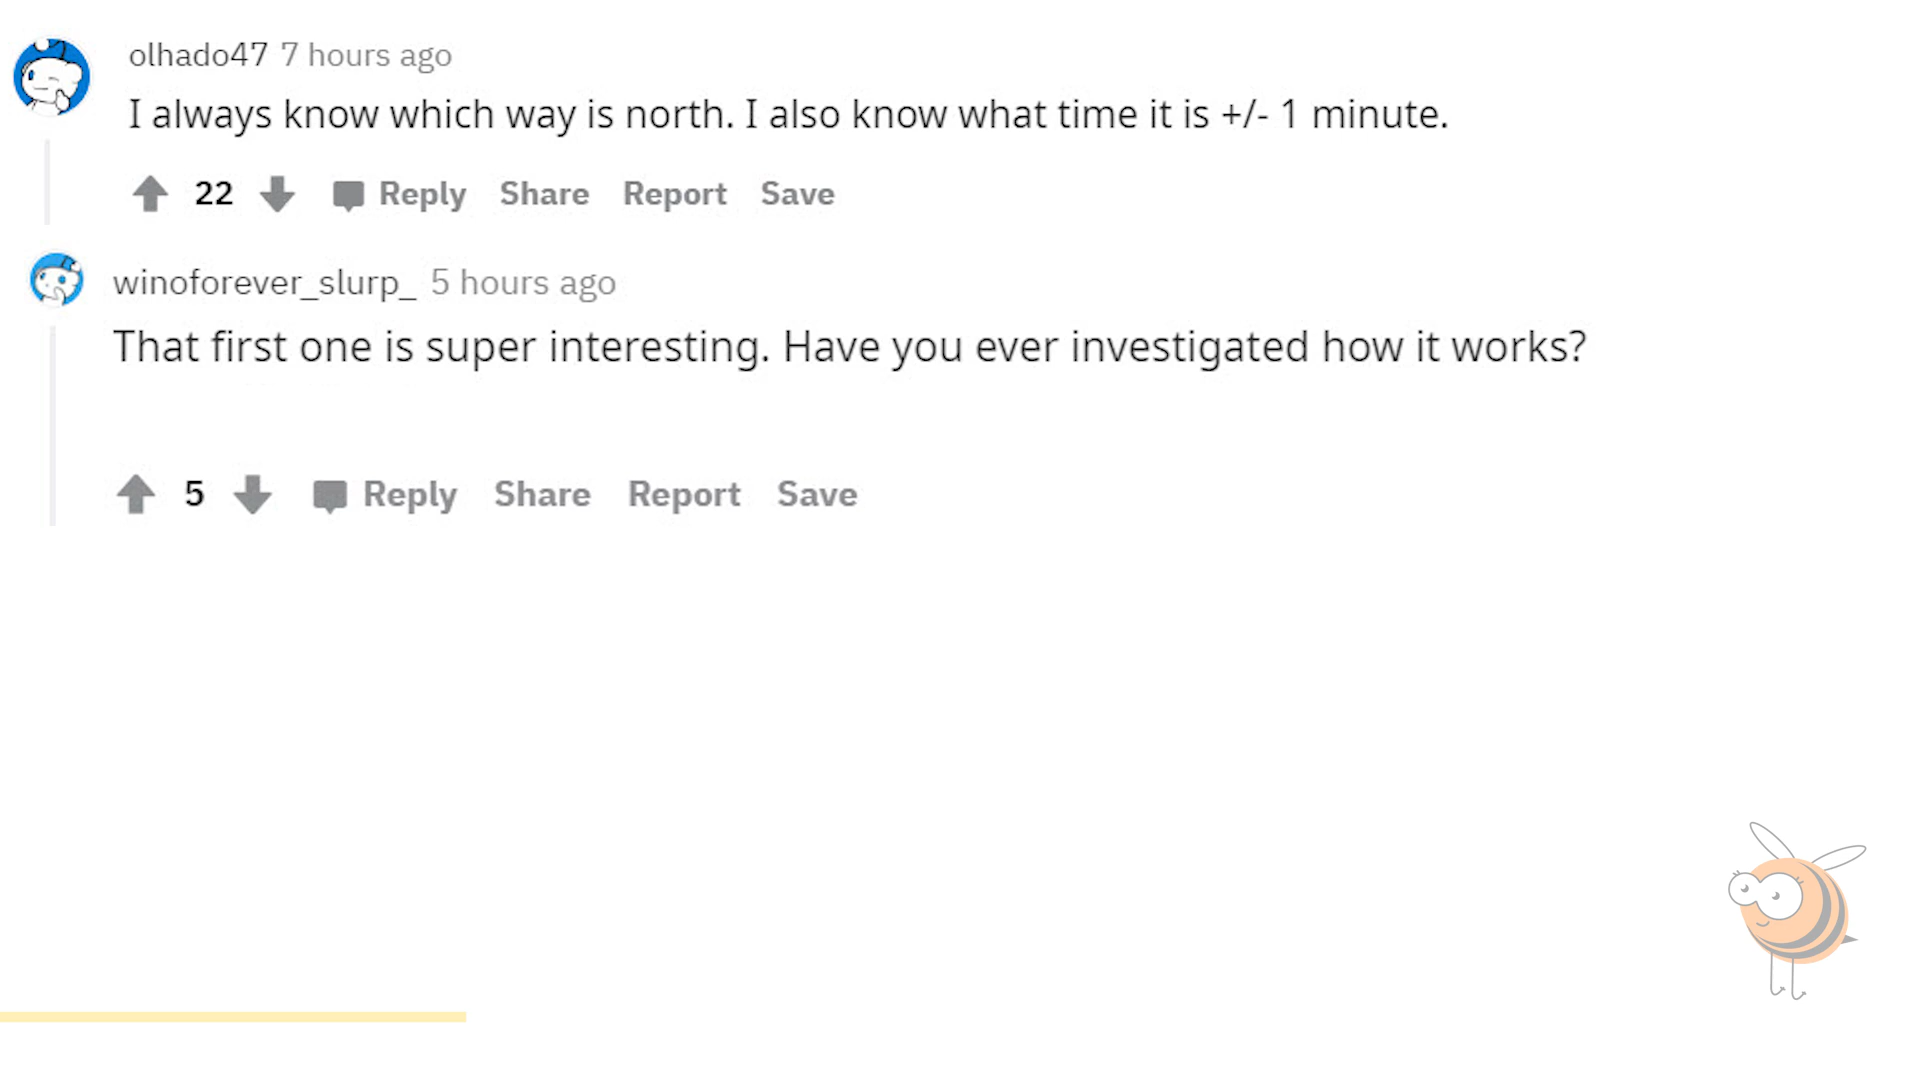 olhado47 7 hours ago
I always know which way is north. I also know what time it is +/- 1 minute.
22 Reply Share Report Save
winoforever_slurp_ 5 hours ago
That first one is super interesting. Have you ever investigated how it works?
5 Reply Share Report Save